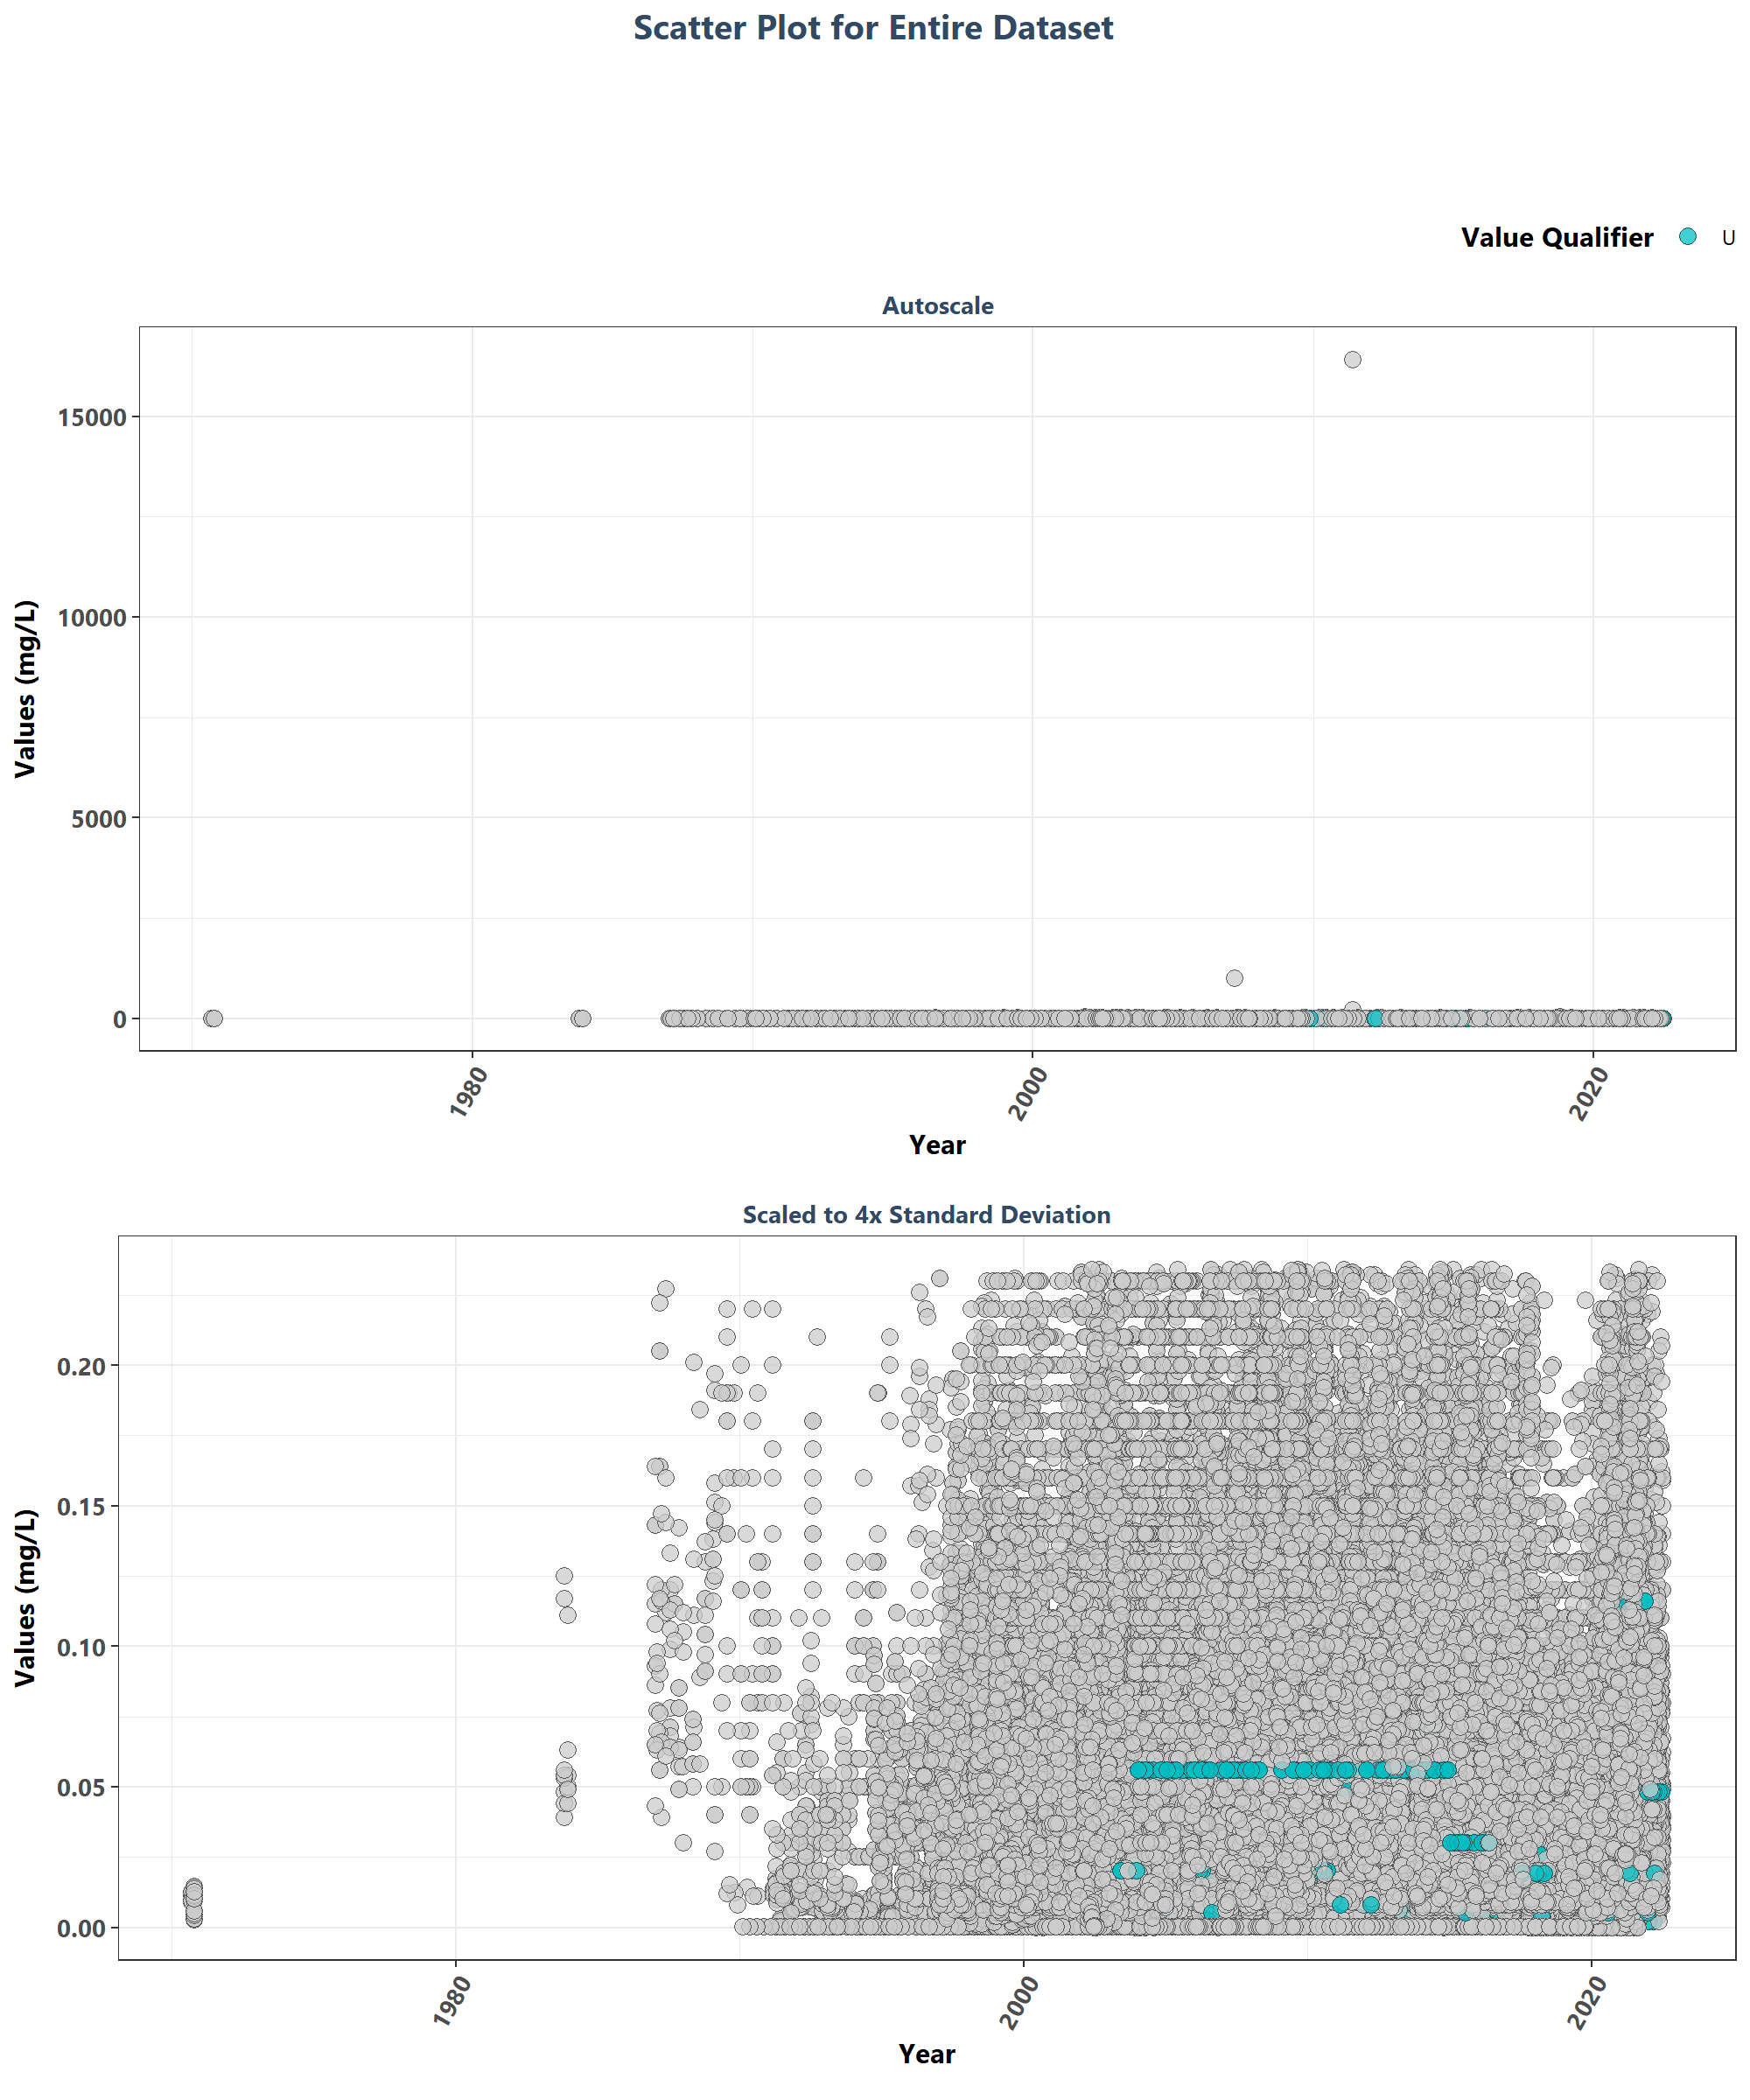 Scatter Plot for Entire Dataset
Value Qualifier U
Autoscale
15000
10000
5000
0
Values (mg/L)
1980
2000
2020
Year
Scaled to 4x Standard Deviation
0.20
0.15
0.10
0.05
0.00
Values (mg/L)
1980
2000
2020
Year